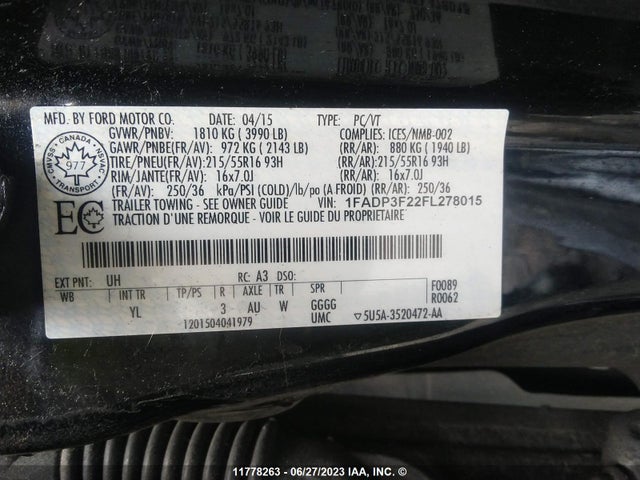 MFD. BY FORD MOTOR CO. 04/15 TYPE: PC/VT
GVWR/PNBV: 1810 KG ( 3990 LB) COMPLIES: ICES/NMB-002
GAWR/PNBE(FR/AV): 972 KG ( 2143 LB) (RR/AR): 880 KG ( 1940 LB)
TIRE/PNEU(FR/AV):215/55R16 93H (RR/AR):215/55R16 93H
RIM/JANTE(FR/AV): 16x7.0J (RR/AR): 16x7.0J
(FR/AV): 250/36 kPa/PSI (COLD)/lb/po (A FROID) (RR/AR): 250/36
TRAILER TOWING - SEE OWNER GUIDE VIN: 1FADP3F22FL278015
TRACTION DE REMORQUE - VOIR LE GUIDE DU PROPRIETAIRE
CMVSS CANADA NSVAC
977
TRANSPORT
EC
EXT PNT: UH RC: A3 DSO: F0089
WB INT TR TP/PS R AXLE TR SPR R0062
YL 3 AU W GGGG
1201504041979 UMC ▽5U5A-3520472-AA
11778263 - 06/27/2023 IAA, Inc. ©